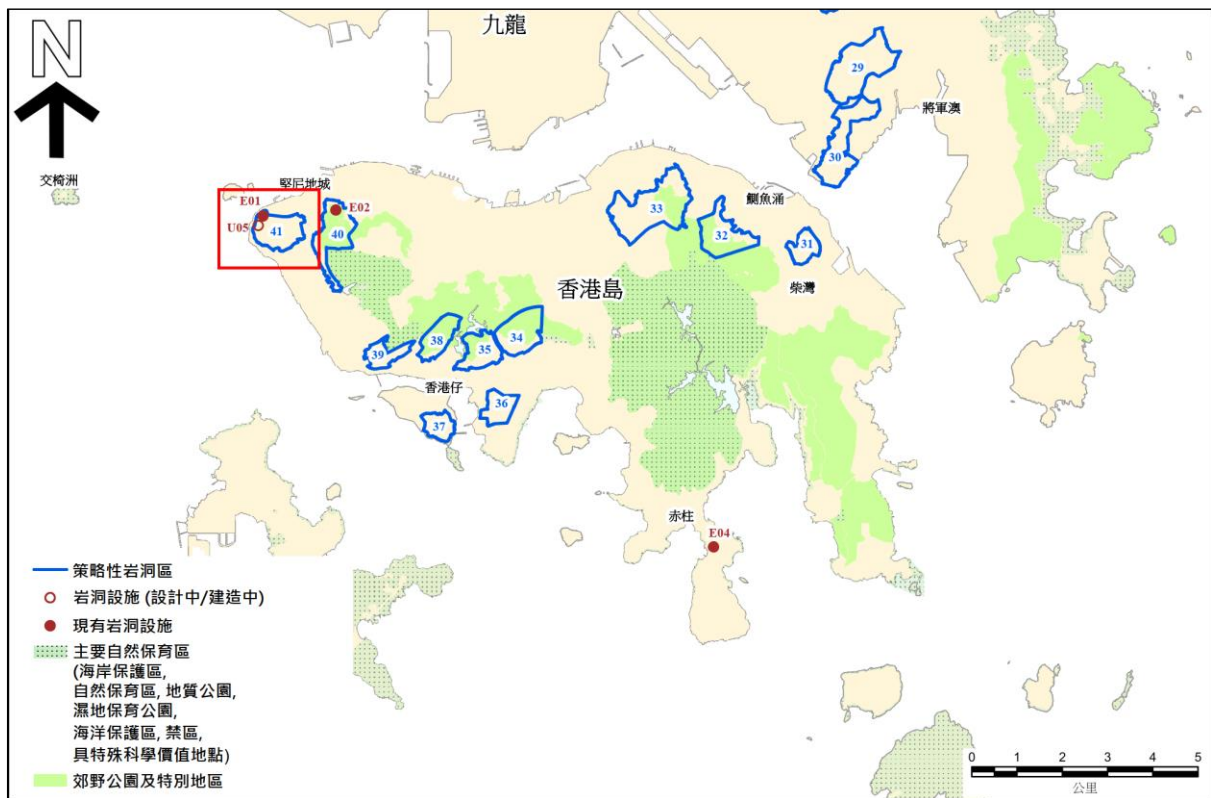 N
九龍
29
將軍澳
30
交椅洲
堅尼地城
E01
E02
U05
41
40
33
鰂魚涌
32
31
柴灣
香港島
39
38
35
34
香港仔
37
36
赤柱
E04
策略性岩洞區
岩洞設施 (設計中/建造中)
現有岩洞設施
主要自然保育區
(海岸保護區,
自然保育區, 地質公園,
濕地保育公園,
海洋保護區, 禁區,
具特殊科學價值地點)
郊野公園及特別地區
0 1 2 3 4 5
公里